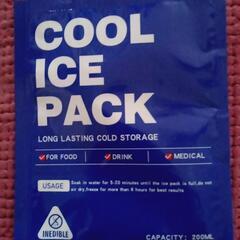 COOL
ICE
PACK
LONG LASTING COLD STORAGE
FOR FOOD DRINK MEDICAL
USAGE Soak in water for 5-20 minutes until the ice pack is full,do not
air dry,freeze for more than 6 hours for best results
INEDIBLE
CAPACITY: 200ML